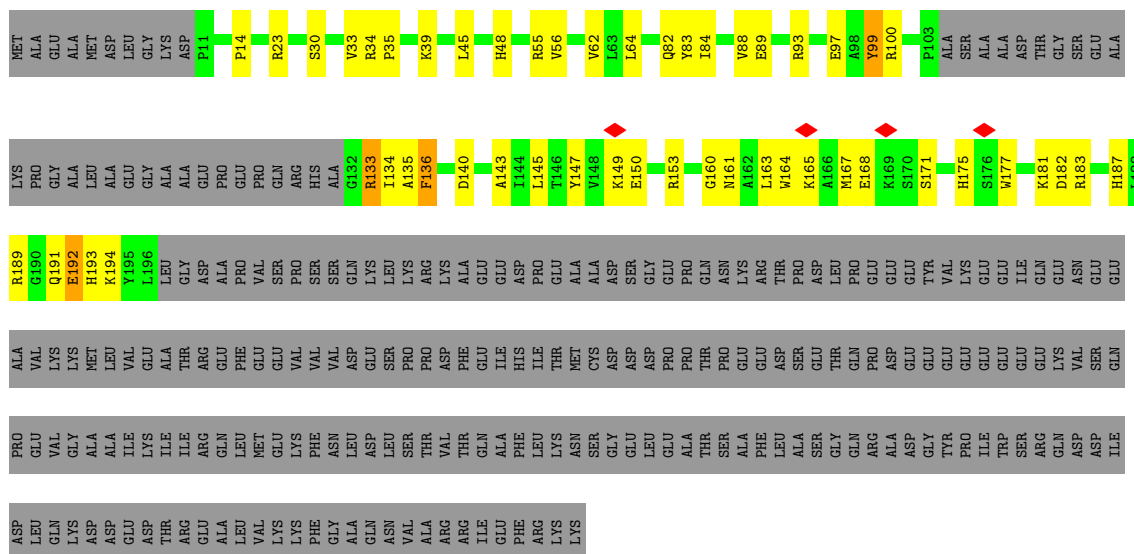 MET ALA GLU ALA MET ASP LEU GLY LYS ASP P11 P14 R23 S30 V33 R34 P35 K39 L45 H48 R55 V56 V62 L63 L64 Q82 Y83 I84 V88 E89 R93 E97 A98 Y99 R100 P103 ALA SER ALA ALA ASP THR GLY SER GLU ALA
LYS PRO GLY ALA LEU ALA GLU GLY ALA ALA GLU PRO GLU PRO GLN ARG HIS ALA G132 R133 I134 A135 F136 D140 A143 I144 L145 T146 Y147 V148 K149 E150 R153 G160 N161 A162 L163 W164 K165 A166 M167 E168 K169 S170 S171 H175 S176 W177 K181 D182 R183 H187
R189 G190 Q191 E192 H193 K194 Y195 L196 LEU GLY ASP ALA PRO VAL SER PRO SER SER GLN LYS LEU LYS ARG LYS ALA GLU GLU ASP PRO GLU ALA ALA ASP SER GLY GLU PRO GLN ASN LYS ARG THR PRO ASP LEU PRO GLU GLU GLU TYR VAL LYS GLU GLU ILE GLN GLU ASN GLU GLU
ALA VAL LYS LYS MET LEU VAL GLU ALA THR ARG GLU PHE GLU GLU VAL VAL VAL ASP GLU SER PRO PRO ASP PHE GLU ILE HIS ILE THR MET CYS ASP ASP ASP PRO PRO THR PRO GLU GLU ASP SER GLU THR GLN PRO ASP GLU GLU GLU GLU GLU GLU GLU LYS VAL SER GLN
PRO GLU VAL GLY ALA ALA ILE LYS ILE ILE ARG GLN LEU MET GLU LYS PHE ASN LEU ASP LEU SER THR VAL THR GLN ALA PHE LEU LYS ASN SER GLY GLU LEU GLU ALA THR SER ALA PHE LEU ALA SER GLY GLN ARG ALA ASP GLY TYR PRO ILE TRP SER ARG GLN ASP ASP ILE
ASP LEU GLN LYS ASP ASP GLU ASP THR ARG GLU ALA LEU VAL LYS LYS PHE GLY ALA GLN ASN VAL ALA ARG ARG ILE GLU PHE ARG LYS LYS